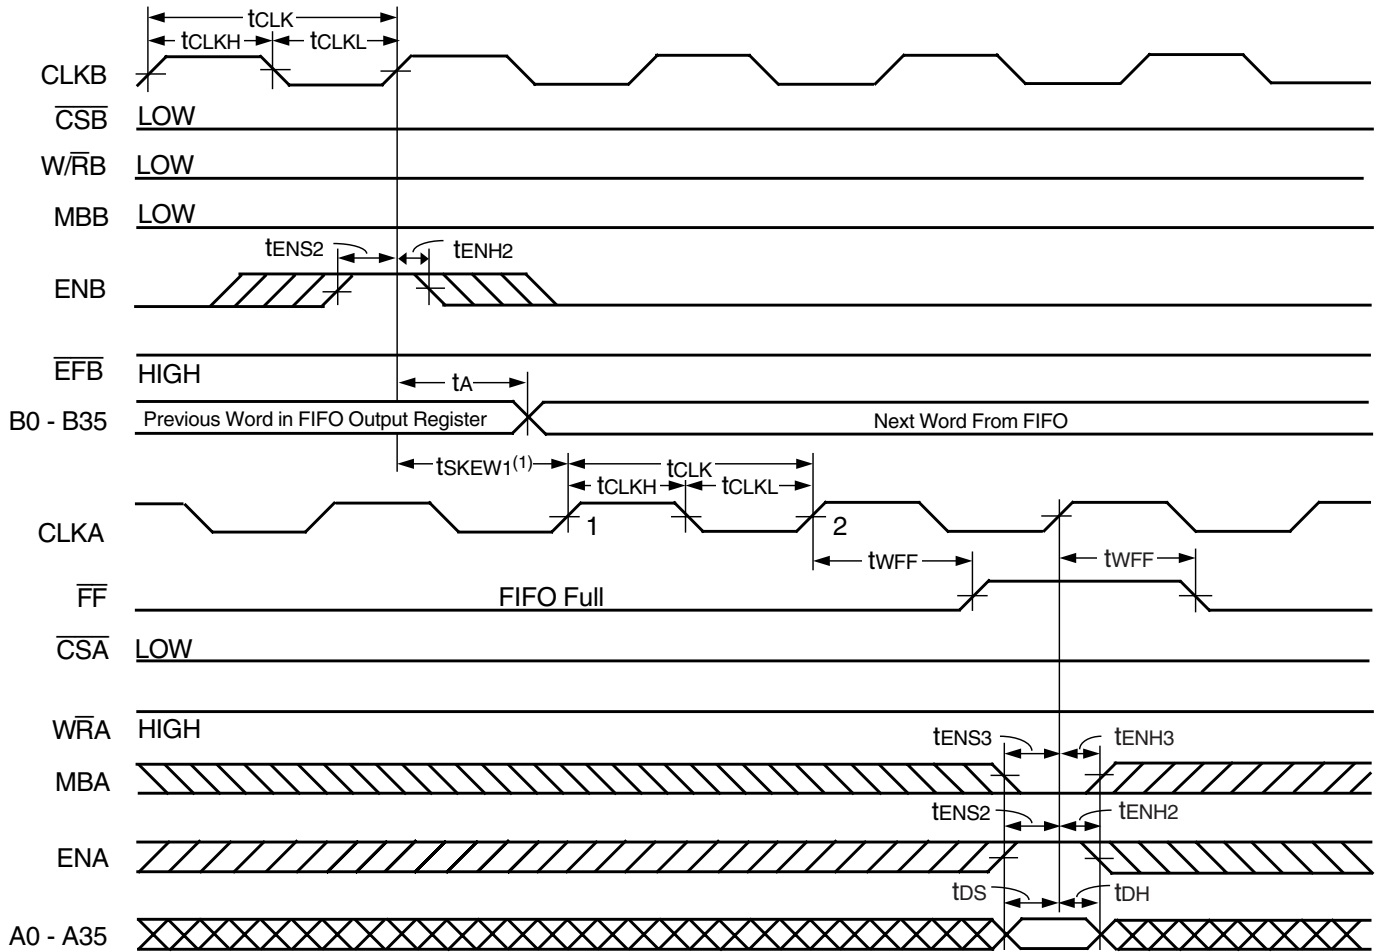 tCLK
tCLKH tCLKL
CLKB
CSB LOW
W/RB LOW
MBB LOW
tENS2 tENH2
ENB
EFB HIGH
tA
B0 - B35 Previous Word in FIFO Output Register Next Word From FIFO
tSKEW1(1) tCLK
tCLKH tCLKL
CLKA 1 2
tWFF tWFF
FF FIFO Full
CSA LOW
WRA HIGH
tENS3 tENH3
MBA
tENS2 tENH2
ENA
tDS tDH
A0 - A35